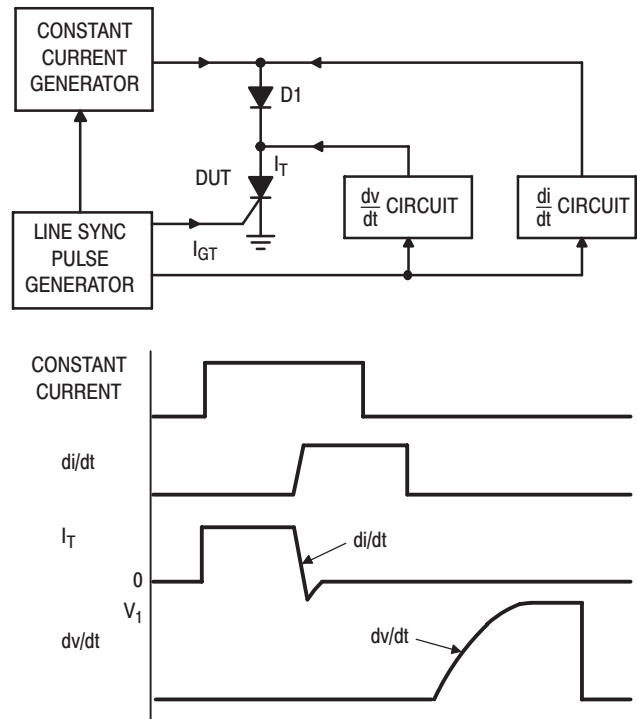 CONSTANT
CURRENT
GENERATOR
D1
I_T
DUT
dv
dt CIRCUIT
di
dt CIRCUIT
LINE SYNC
PULSE
GENERATOR
I_GT
CONSTANT
CURRENT
di/dt
I_T
di/dt
0
V_1
dv/dt
dv/dt